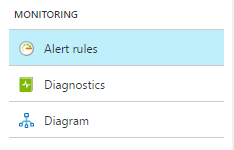 MONITORING
Alert rules
Diagnostics
Diagram